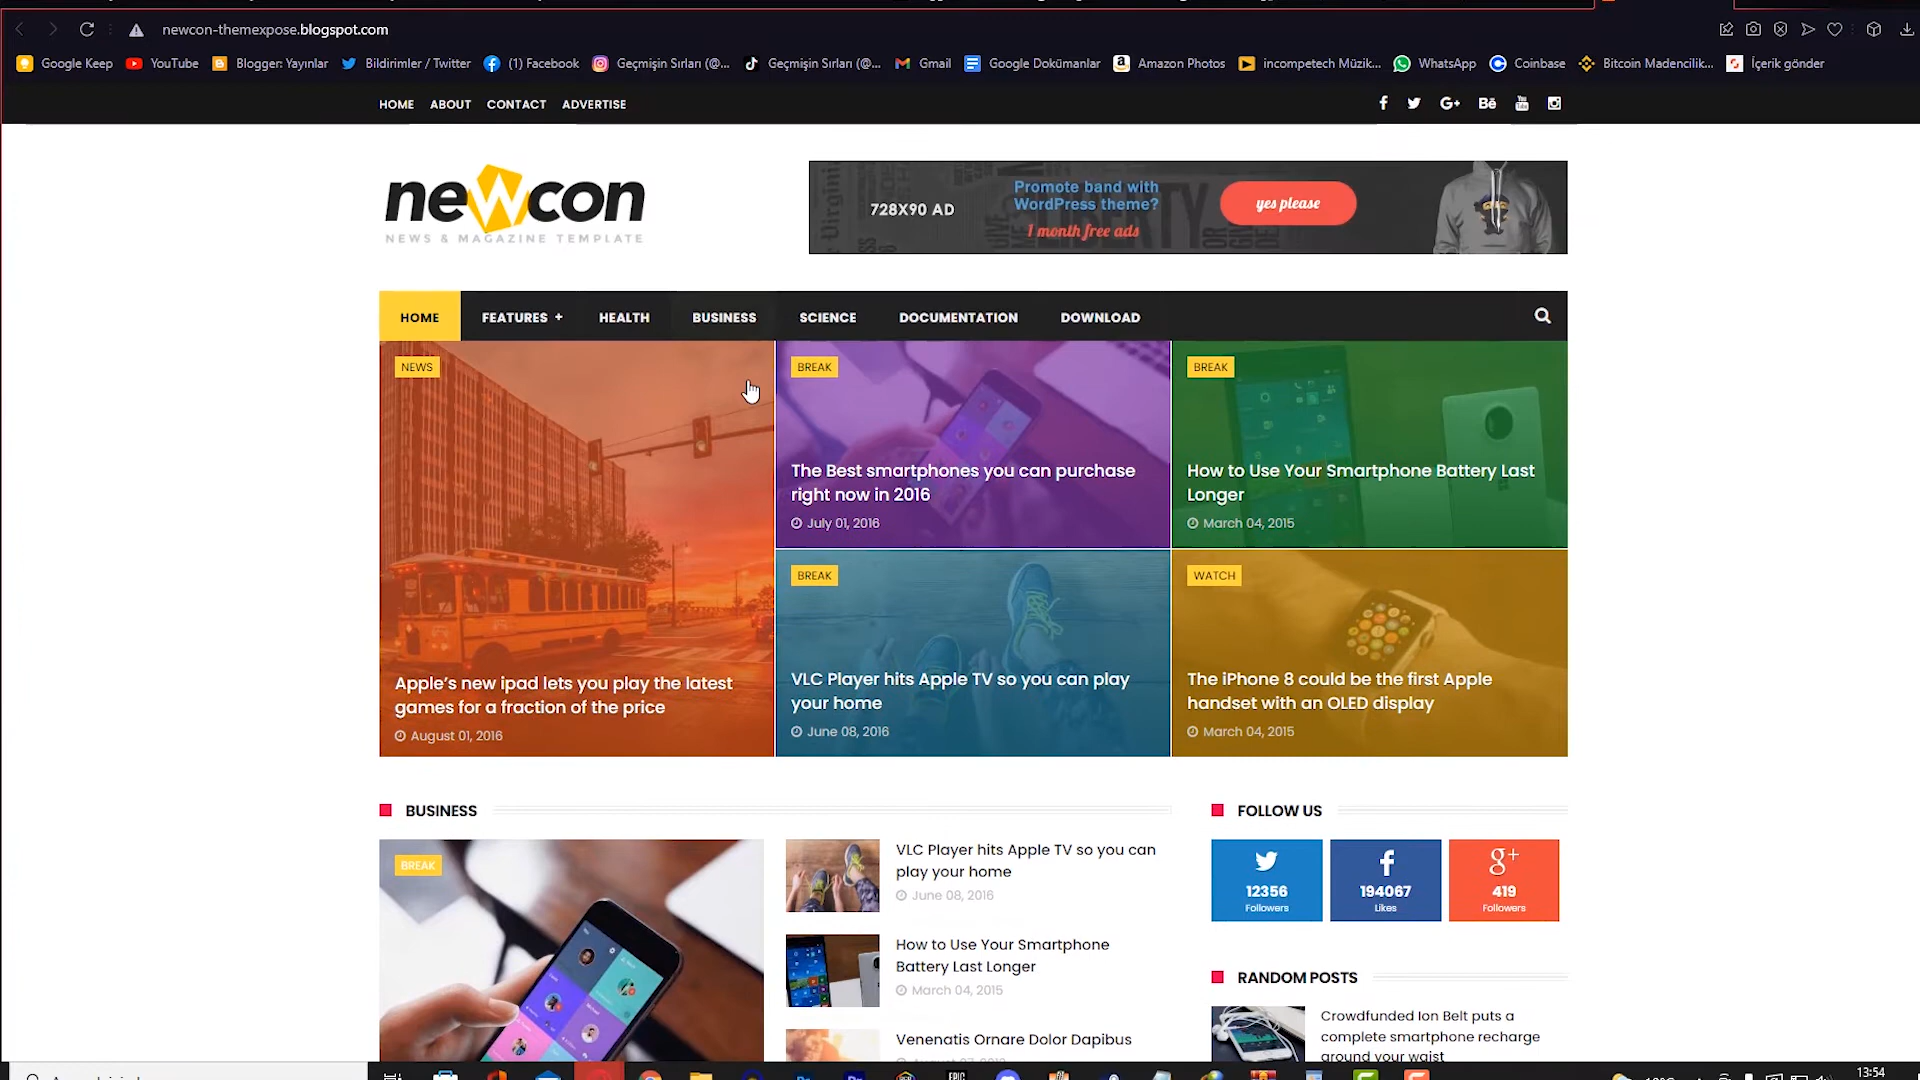 newcon-themexpose.blogspot.com
Google Keep YouTube Blogger: Yayınlar Bildirimler / Twitter (1) Facebook Geçmişin Sırları (@... Geçmişin Sırları (@... Gmail Google Dokümanlar Amazon Photos incompetech Müzik... WhatsApp Coinbase Bitcoin Madencilik... İçerik gönder
HOME ABOUT CONTACT ADVERTISE
G+ Bē You Tube
newcon
NEWS & MAGAZINE TEMPLATE
728X90 AD
Promote band with
WordPress theme?
1 month free ads
yes please
HOME FEATURES + HEALTH BUSINESS SCIENCE DOCUMENTATION DOWNLOAD
NEWS
Apple's new ipad lets you play the latest
games for a fraction of the price
August 01, 2016
BREAK
The Best smartphones you can purchase
right now in 2016
July 01, 2016
BREAK
How to Use Your Smartphone Battery Last
Longer
March 04, 2015
BREAK
VLC Player hits Apple TV so you can play
your home
June 08, 2016
WATCH
The iPhone 8 could be the first Apple
handset with an OLED display
March 04, 2015
BUSINESS
BREAK
VLC Player hits Apple TV so you can
play your home
June 08, 2016
How to Use Your Smartphone
Battery Last Longer
March 04, 2015
Venenatis Ornare Dolor Dapibus
FOLLOW US
12356
Followers
194067
Likes
g+
419
Followers
RANDOM POSTS
Crowdfunded Ion Belt puts a
complete smartphone recharge
around your waist
EPIC
13:54